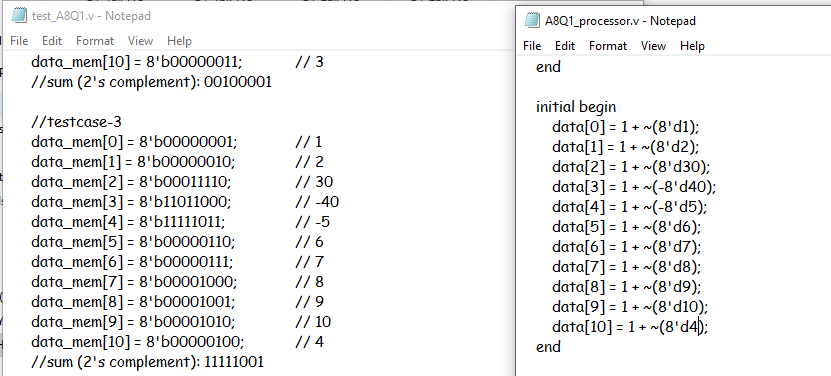 test_A8Q1.v - Notepad
File Edit Format View Help
data_mem[10] = 8'b00000011; // 3
//sum (2's complement): 00100001
//testcase-3
data_mem[0] = 8'b00000001; // 1
data_mem[1] = 8'b00000010; // 2
data_mem[2] = 8'b00011110; // 30
data_mem[3] = 8'b11011000; // -40
data_mem[4] = 8'b11111011; // -5
data_mem[5] = 8'b00000110; // 6
data_mem[6] = 8'b00000111; // 7
data_mem[7] = 8'b00001000; // 8
data_mem[8] = 8'b00001001; // 9
data_mem[9] = 8'b00001010; // 10
data_mem[10] = 8'b00000100; // 4
//sum (2's complement): 11111001
A8Q1_processor.v - Notepad
File Edit Format View Help
end
initial begin
data[0] = 1 + ~(8'd1);
data[1] = 1 + ~(8'd2);
data[2] = 1 + ~(8'd30);
data[3] = 1 + ~(-8'd40);
data[4] = 1 + ~(-8'd5);
data[5] = 1 + ~(8'd6);
data[6] = 1 + ~(8'd7);
data[7] = 1 + ~(8'd8);
data[8] = 1 + ~(8'd9);
data[9] = 1 + ~(8'd10);
data[10] = 1 + ~(8'd4);
end